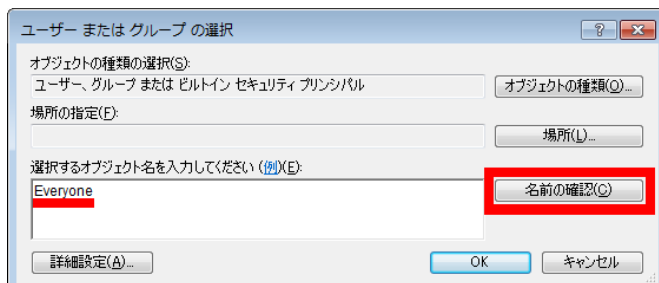 ユーザー または グループ の選択
オブジェクトの種類の選択(S):
ユーザー、グループ または ビルトイン セキュリティ プリンシパル
オブジェクトの種類(O)...
場所の指定(F):
場所(L)...
選択するオブジェクト名を入力してください (例)(E):
Everyone
名前の確認(C)
詳細設定(A)...
OK
キャンセル